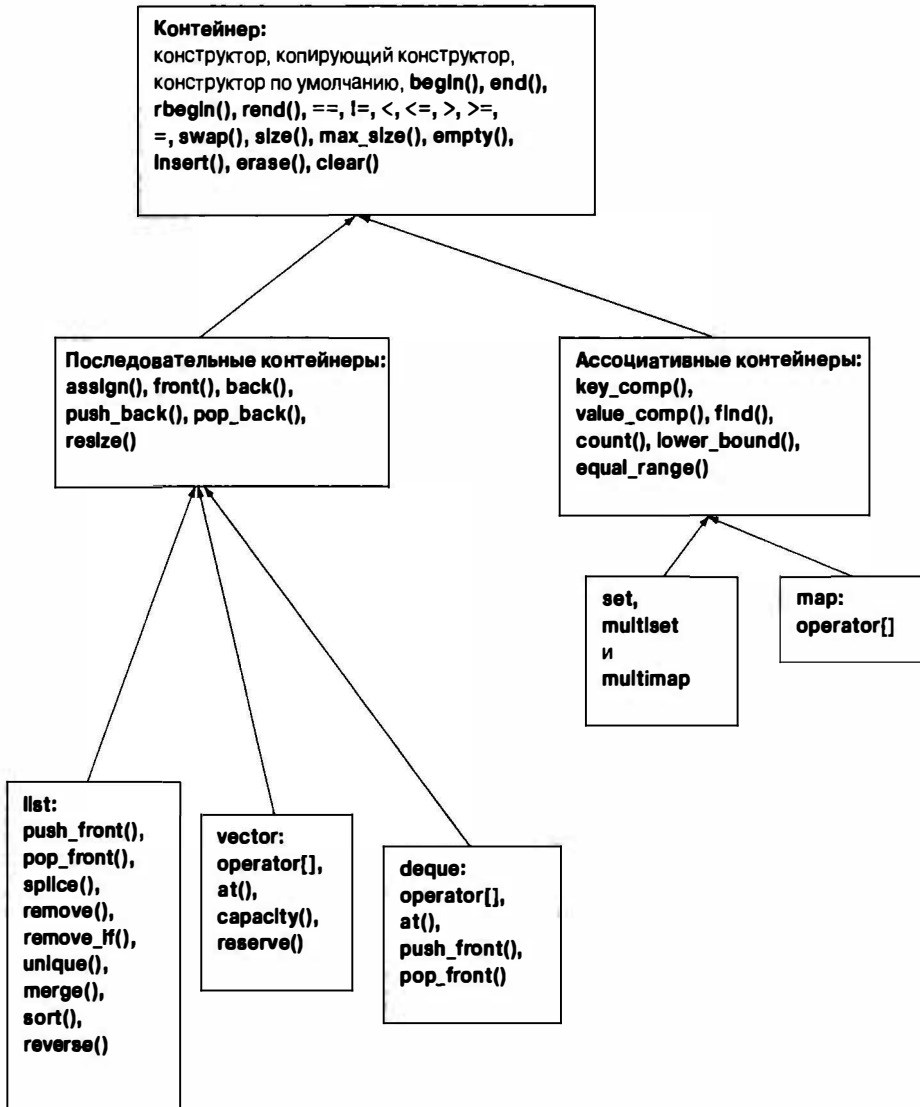 Контейнер:
конструктор, копирующий конструктор,
конструктор по умолчанию, begin(), end(),
rbegin(), rend(), ==, !=, <, <=, >, >=,
=, swap(), size(), max_size(), empty(),
insert(), erase(), clear()
Последовательные контейнеры:
assign(), front(), back(),
push_back(), pop_back(),
resize()
Ассоциативные контейнеры:
key_comp(),
value_comp(), find(),
count(), lower_bound(),
equal_range()
set,
multiset
и
multimap
map:
operator[]
list:
push_front(),
pop_front(),
splice(),
remove(),
remove_if(),
unique(),
merge(),
sort(),
reverse()
vector:
operator[],
at(),
capacity(),
reserve()
deque:
operator[],
at(),
push_front(),
pop_front()